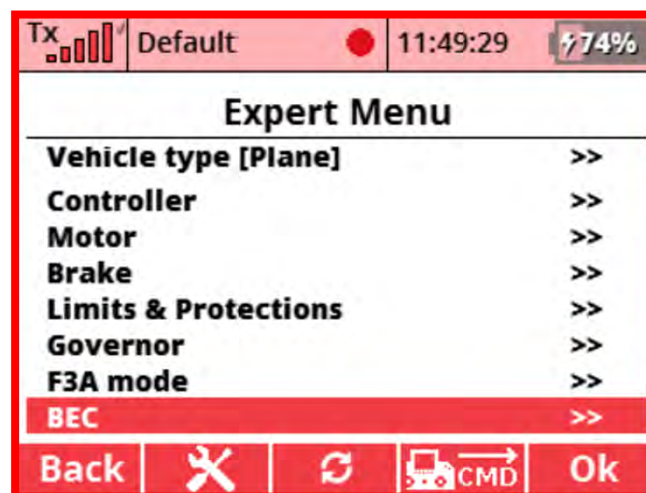 Tx Default 11:49:29 74%
Expert Menu
Vehicle type [Plane] >>
Controller >>
Motor >>
Brake >>
Limits & Protections >>
Governor >>
F3A mode >>
BEC >>
Back CMD Ok